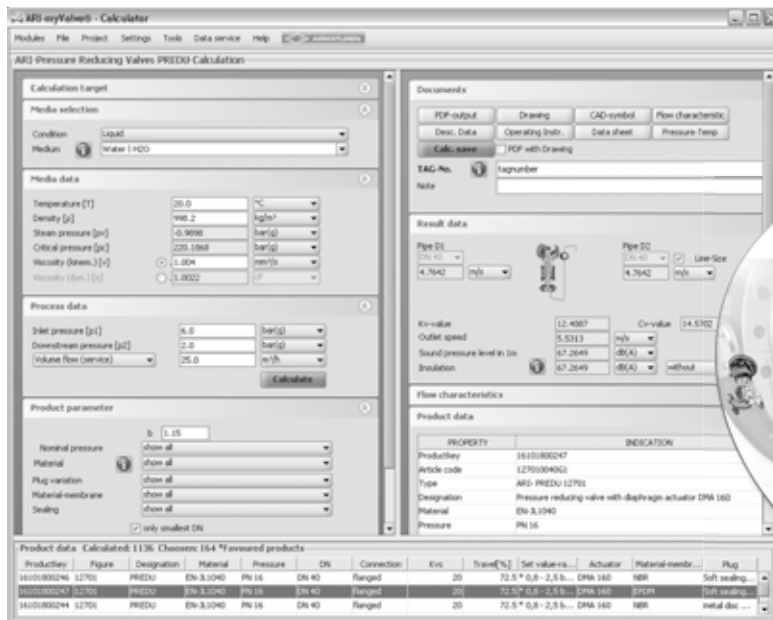 ARI-myValve® - Calculator
Modules File Project Settings Tools Data service Help
ARI-Pressure Reducing Valves PREDU Calculation
Calculation target
Media selection
Condition Liquid
Medium Water | H2O
Media data
Temperature [T] 20.0 °C
Density [ρ] 998.2 kg/m³
Steam pressure [pv] -0.9898 bar(g)
Critical pressure [pc] 220.1868 bar(g)
Viscosity (kinem.) [v] 1.004 mm²/s
Viscosity (dyn.) [η] 1.0022 cP
Process data
Inlet pressure [p1] 6.0 bar(g)
Downstream pressure [p2] 2.0 bar(g)
Volume flow (service) 25.0 m³/h
Calculate
Product parameter
b 1.15
Nominal pressure show all
Material show all
Plug variation show all
Material-membrane show all
Sealing show all
only smallest DN
Documents
PDF-output Drawing CAD-symbol Flow characteristic
Desc. Data Operating Instr. Data sheet Pressure-Temp
Calc. save PDF with Drawing
TAG-No. tagnumber
Note
Result data
Pipe D1 Pipe D2
DN 40 DN 40 Line-Size
4.7642 m/s 4.7642 m/s
Kv-value 12.4887 Cv-value 14.5702
Outlet speed 5.5313 m/s
Sound pressure level in 1m 67.2649 dB(A)
Insulation 67.2649 dB(A) without
Flow characteristics
Product data
PROPERTY INDICATION
Productkey 16101800247
Article code
Type ARI- PREDU 12701
Designation Pressure reducing valve with diaphragm actuator DMA 160
Material EN-JL1040
Pressure PN 16
Product data Calculated: 1136 Choosen: 164 *Favoured products
Productkey Figure Designation Material Pressure DN Connection Kvs Travel[%] Set value-ra... Actuator Material-membr... Plug
16101800246 12701 PREDU EN-JL1040 PN 16 DN 40 flanged 20 72.5 * 0,8 - 2,5 b... DMA 160 NBR Soft sealing...
16101800247 12701 PREDU EN-JL1040 PN 16 DN 40 flanged 20 72.5 * 0,8 - 2,5 b... DMA 160 EPDM Soft sealing...
16101800244 12701 PREDU EN-JL1040 PN 16 DN 40 flanged 20 72.5 * 0,8 - 2,5 b... DMA 160 NBR metal disc ...